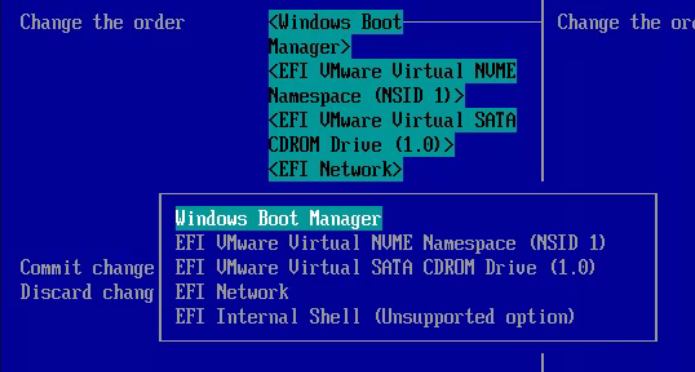 Change the order
<Windows Boot
Manager>
<EFI VMware Virtual NVME
Namespace (NSID 1)>
<EFI VMware Virtual SATA
CDROM Drive (1.0)>
<EFI Network>
Change the ord
Windows Boot Manager
EFI VMware Virtual NVME Namespace (NSID 1)
EFI VMware Virtual SATA CDROM Drive (1.0)
EFI Network
EFI Internal Shell (Unsupported option)
Commit change
Discard chang